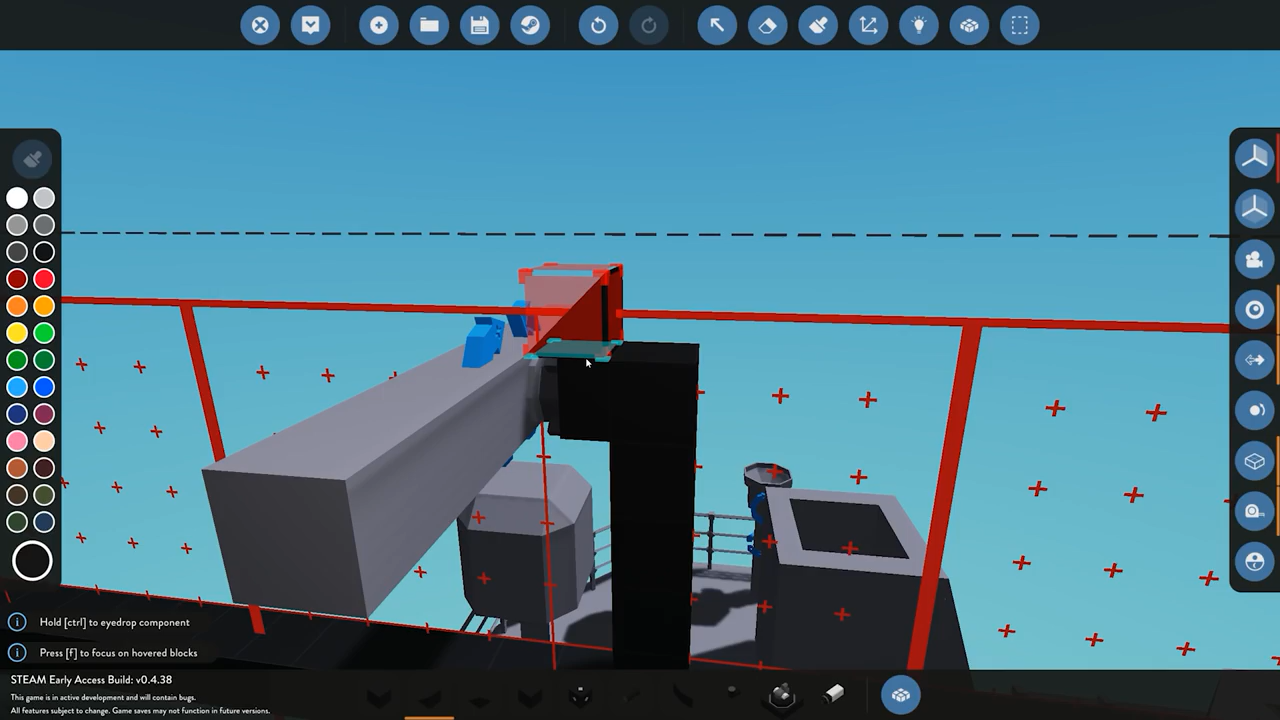 Hold [ctrl] to eyedrop component
Press [f] to focus on hovered blocks
STEAM Early Access Build: v0.4.38
This game is in active development and will contain bugs.
All features subject to change. Game saves may not function in future versions.